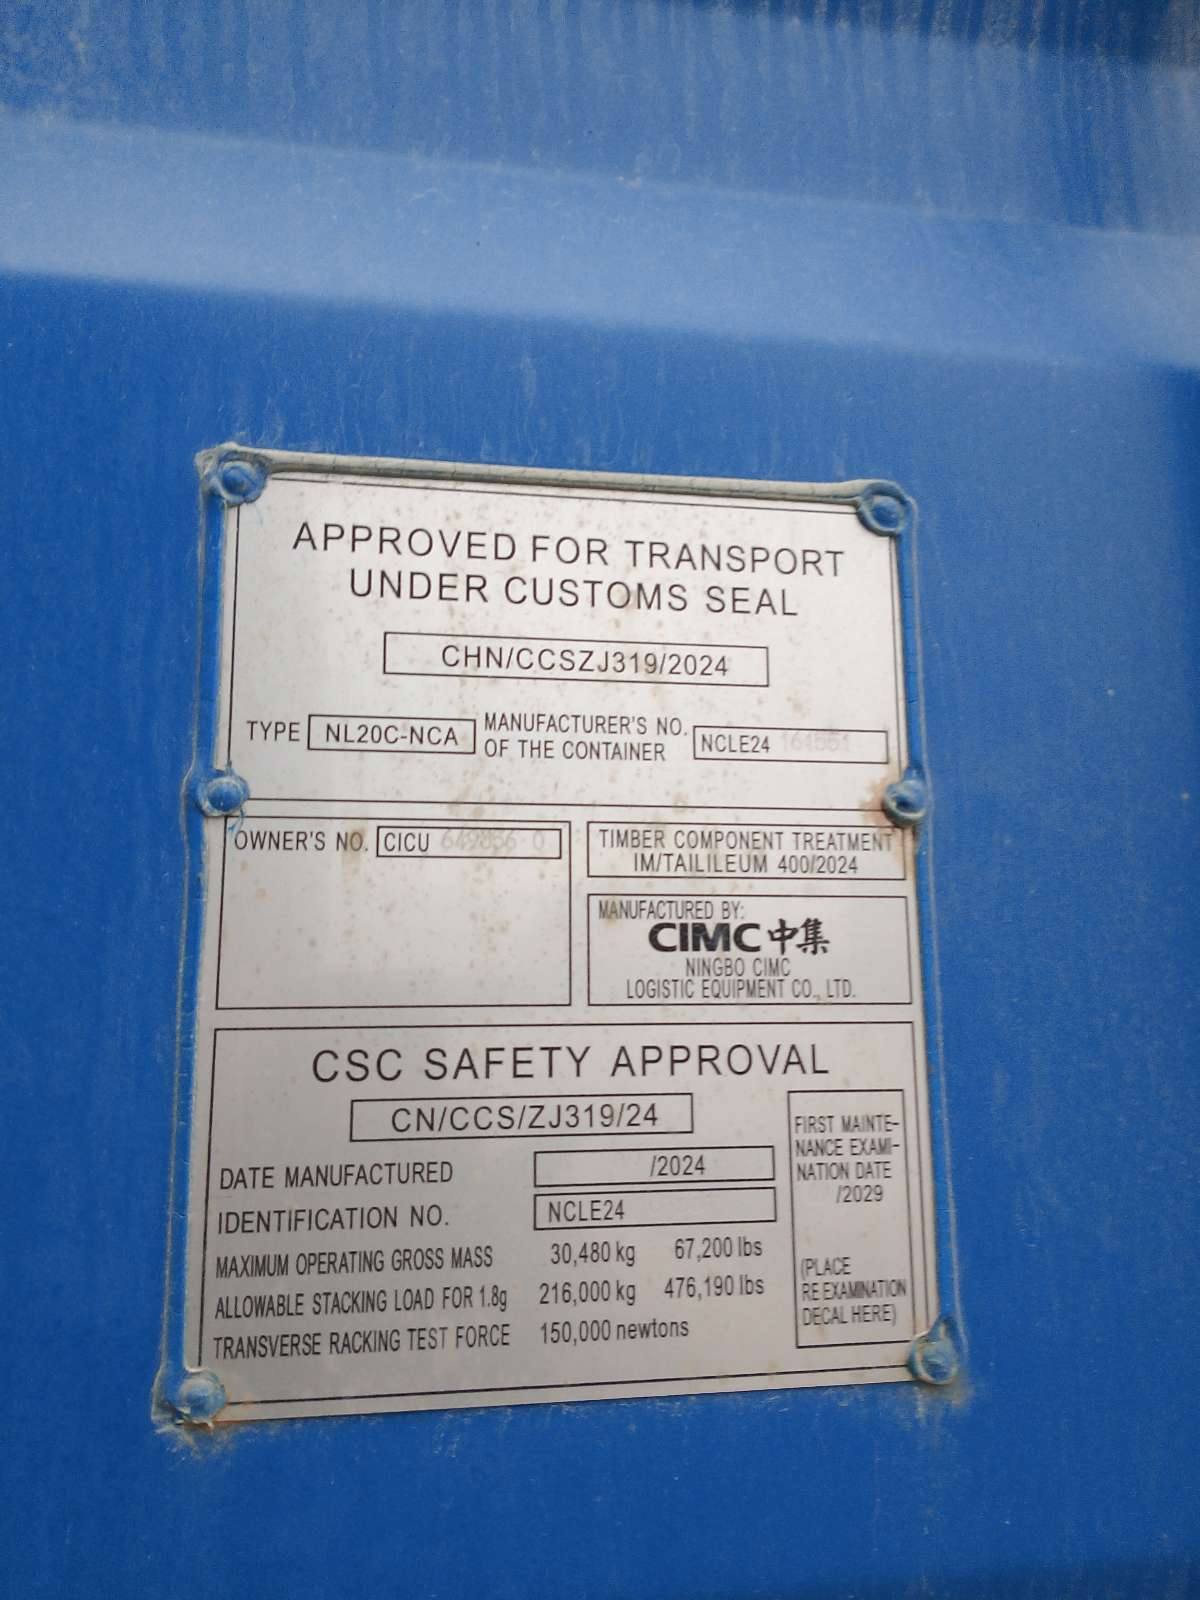 APPROVED FOR TRANSPORT
UNDER CUSTOMS SEAL
CHN/CCSZJ319/2024
TYPE NL20C-NCA
MANUFACTURER'S NO.
OF THE CONTAINER
NCLE24
OWNER'S NO. CICU
TIMBER COMPONENT TREATMENT
IM/TAILILEUM 400/2024
MANUFACTURED BY:
CIMC中集
NINGBO CIMC
LOGISTIC EQUIPMENT CO., LTD.
CSC SAFETY APPROVAL
CN/CCS/ZJ319/24
DATE MANUFACTURED /2024
IDENTIFICATION NO. NCLE24
MAXIMUM OPERATING GROSS MASS 30,480 kg 67,200 lbs
ALLOWABLE STACKING LOAD FOR 1.8g 216,000 kg 476,190 lbs
TRANSVERSE RACKING TEST FORCE 150,000 newtons
FIRST MAINTE-
NANCE EXAMI-
NATION DATE
/2029
(PLACE
RE EXAMINATION
DECAL HERE)